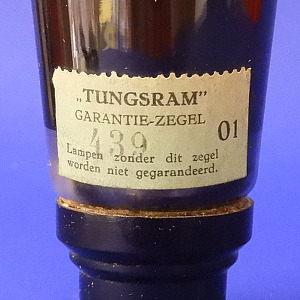 „TUNGSRAM”
GARANTIE-ZEGEL
439 01
Lampen zonder dit zegel
worden niet gegarandeerd.